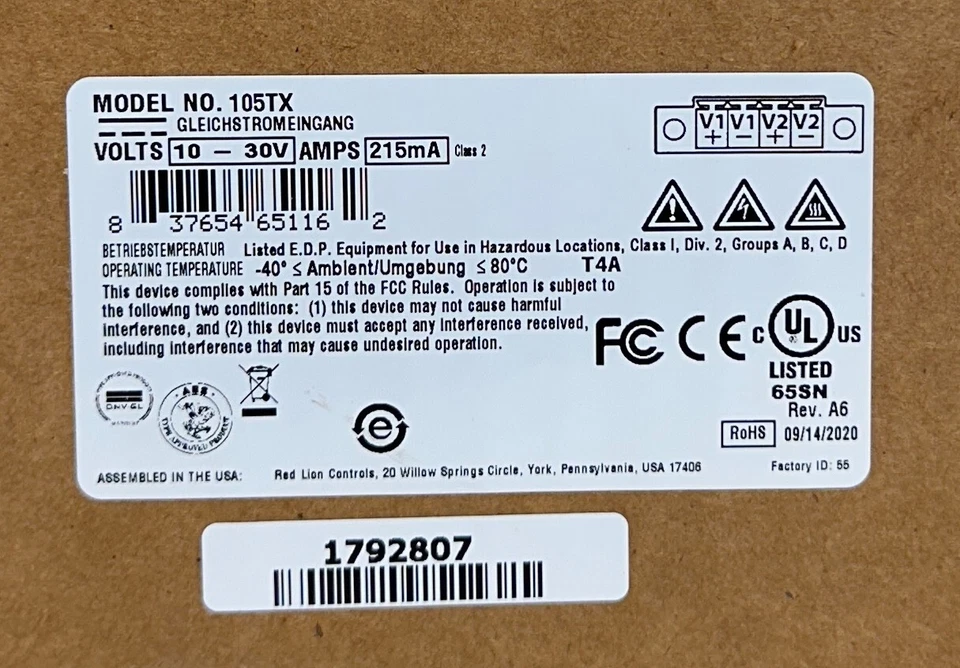 MODEL NO. 105TX
GLEICHSTROMEINGANG
VOLTS 10 – 30V AMPS 215mA Class 2
V1 V1 V2 V2
+ – + –
8 37654 65116 2
BETRIEBSTEMPERATUR Listed E.D.P. Equipment for Use in Hazardous Locations, Class I, Div. 2, Groups A, B, C, D
OPERATING TEMPERATURE -40° ≤ Ambient/Umgebung ≤ 80°C T4A
This device complies with Part 15 of the FCC Rules. Operation is subject to
the following two conditions: (1) this device may not cause harmful
interference, and (2) this device must accept any interference received,
including interference that may cause undesired operation.
FC CE C UL US
LISTED
65SN
Rev. A6
RoHS 09/14/2020
DNV·GL
ABS
TYPE APPROVED PRODUCT
e
ASSEMBLED IN THE USA: Red Lion Controls, 20 Willow Springs Circle, York, Pennsylvania, USA 17406 Factory ID: 55
1792807